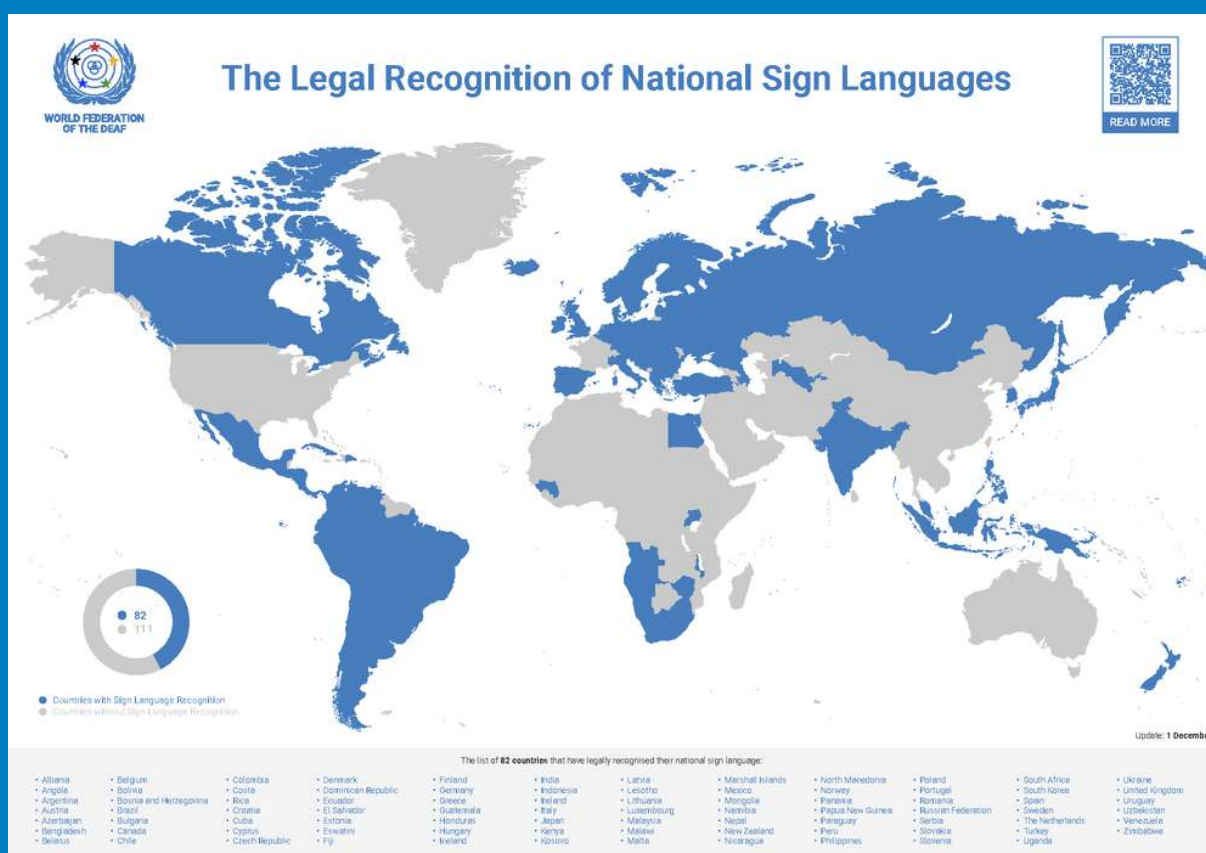 The Legal Recognition of National Sign Languages
WORLD FEDERATION
OF THE DEAF
READ MORE
82
111
Countries with Sign Language Recognition
Countries without Sign Language Recognition
Update: 1 Decembe
The list of 82 countries that have legally recognised their national sign language:
• Albania
• Angola
• Argentina
• Austria
• Azerbaijan
• Bangladesh
• Belarus
• Belgium
• Bolivia
• Bosnia and Herzegovina
• Brazil
• Bulgaria
• Canada
• Chile
• Colombia
• Costa
• Rica
• Croatia
• Cuba
• Cyprus
• Czech Republic
• Denmark
• Dominican Republic
• Ecuador
• El Salvador
• Estonia
• Eswatini
• Fiji
• Finland
• Germany
• Greece
• Guatemala
• Honduras
• Hungary
• Iceland
• India
• Indonesia
• Ireland
• Italy
• Japan
• Kenya
• Kosovo
• Latvia
• Lesotho
• Lithuania
• Luxembourg
• Malaysia
• Malawi
• Malta
• Marshall Islands
• Mexico
• Mongolia
• Namibia
• Nepal
• New Zealand
• Nicaragua
• North Macedonia
• Norway
• Panama
• Papua New Guinea
• Paraguay
• Peru
• Philippines
• Poland
• Portugal
• Romania
• Russian Federation
• Serbia
• Slovakia
• Slovenia
• South Africa
• South Korea
• Spain
• Sweden
• The Netherlands
• Turkey
• Uganda
• Ukraine
• United Kingdom
• Uruguay
• Uzbekistan
• Venezuela
• Zimbabwe